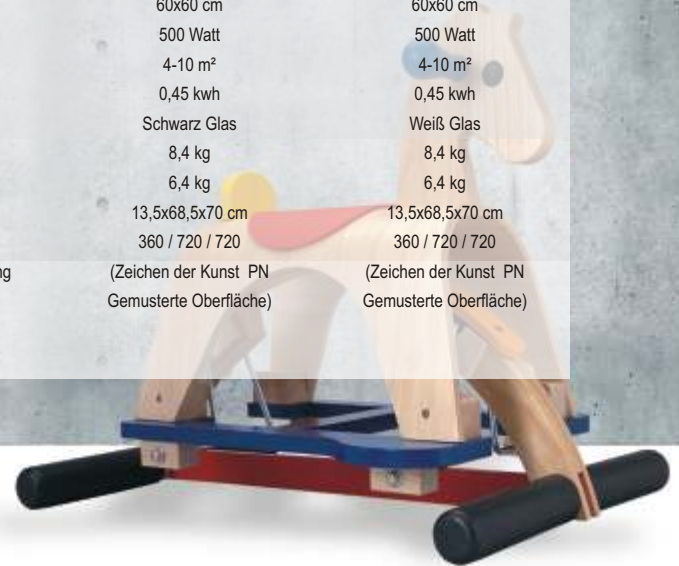 60x60 cm 60x60 cm
500 Watt 500 Watt
4-10 m² 4-10 m²
0,45 kwh 0,45 kwh
Schwarz Glas Weiß Glas
8,4 kg 8,4 kg
6,4 kg 6,4 kg
13,5x68,5x70 cm 13,5x68,5x70 cm
360 / 720 / 720 360 / 720 / 720
ng (Zeichen der Kunst PN (Zeichen der Kunst PN
Gemusterte Oberfläche) Gemusterte Oberfläche)